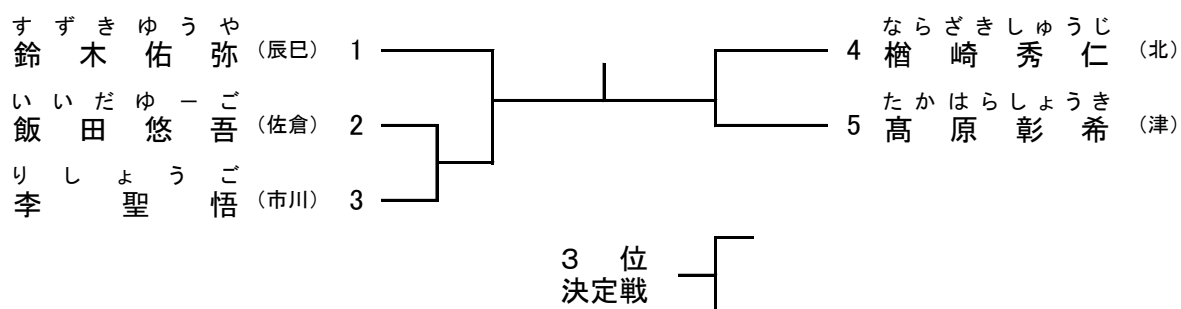 すずきゆうや
鈴木佑弥 （辰巳） 1
いいだゆーご
飯田悠吾 （佐倉） 2
りしょうご
李聖悟 （市川） 3
ならざきしゅうじ
4 楢崎秀仁 （北）
たかはらしょうき
5 髙原彰希 （津）
３位
決定戦